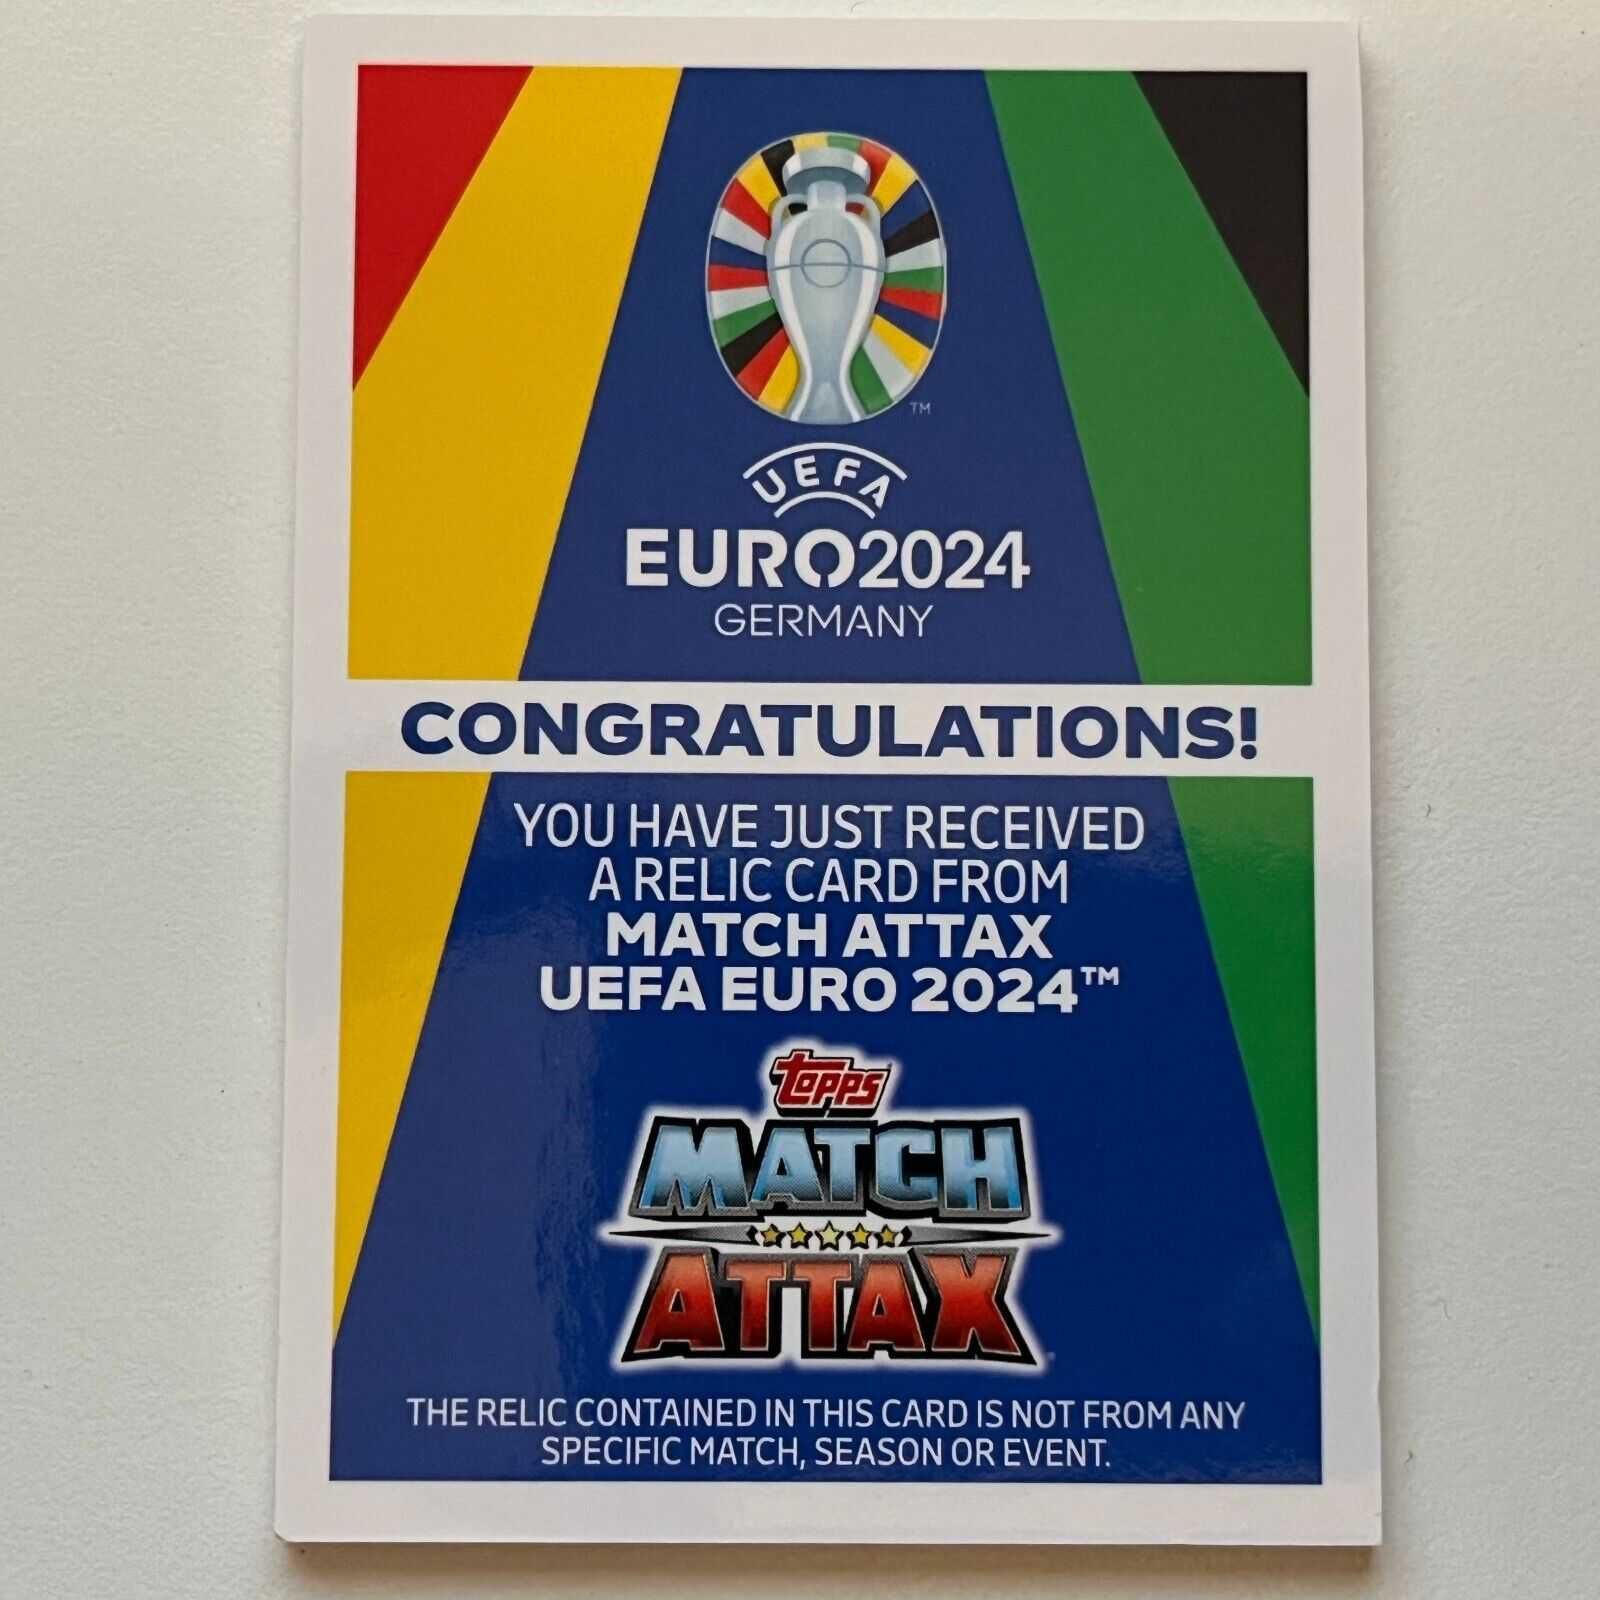 TM
UEFA
EURO2024
GERMANY
CONGRATULATIONS!
YOU HAVE JUST RECEIVED
A RELIC CARD FROM
MATCH ATTAX
UEFA EURO 2024™
topps
MATCH
ATTAX
THE RELIC CONTAINED IN THIS CARD IS NOT FROM ANY
SPECIFIC MATCH, SEASON OR EVENT.